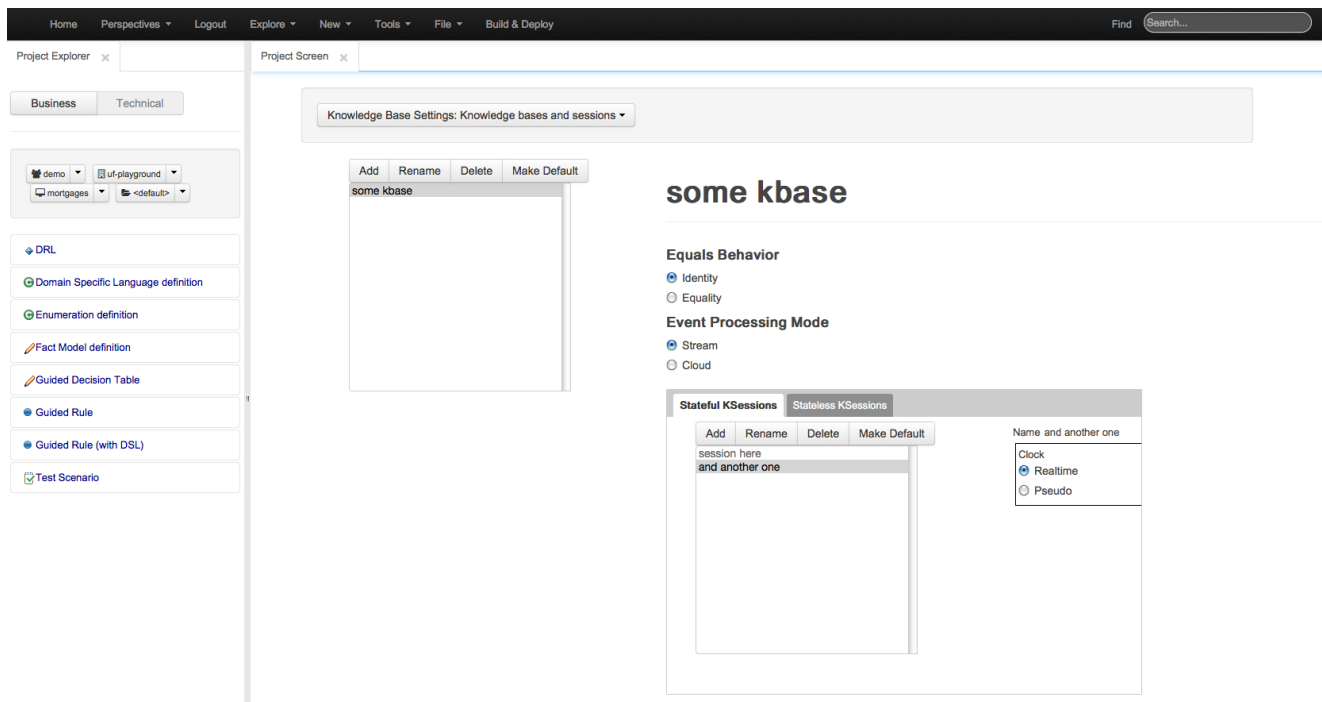 Home Perspectives Logout Explore New Tools File Build & Deploy Find Search...
Project Explorer Project Screen
Business Technical
Knowledge Base Settings: Knowledge bases and sessions
demo uf-playground
mortgages <default>
DRL
Domain Specific Language definition
Enumeration definition
Fact Model definition
Guided Decision Table
Guided Rule
Guided Rule (with DSL)
Test Scenario
Add Rename Delete Make Default
some kbase
some kbase
Equals Behavior
Identity
Equality
Event Processing Mode
Stream
Cloud
Stateful KSessions Stateless KSessions
Add Rename Delete Make Default
session here
and another one
Name and another one
Clock
Realtime
Pseudo